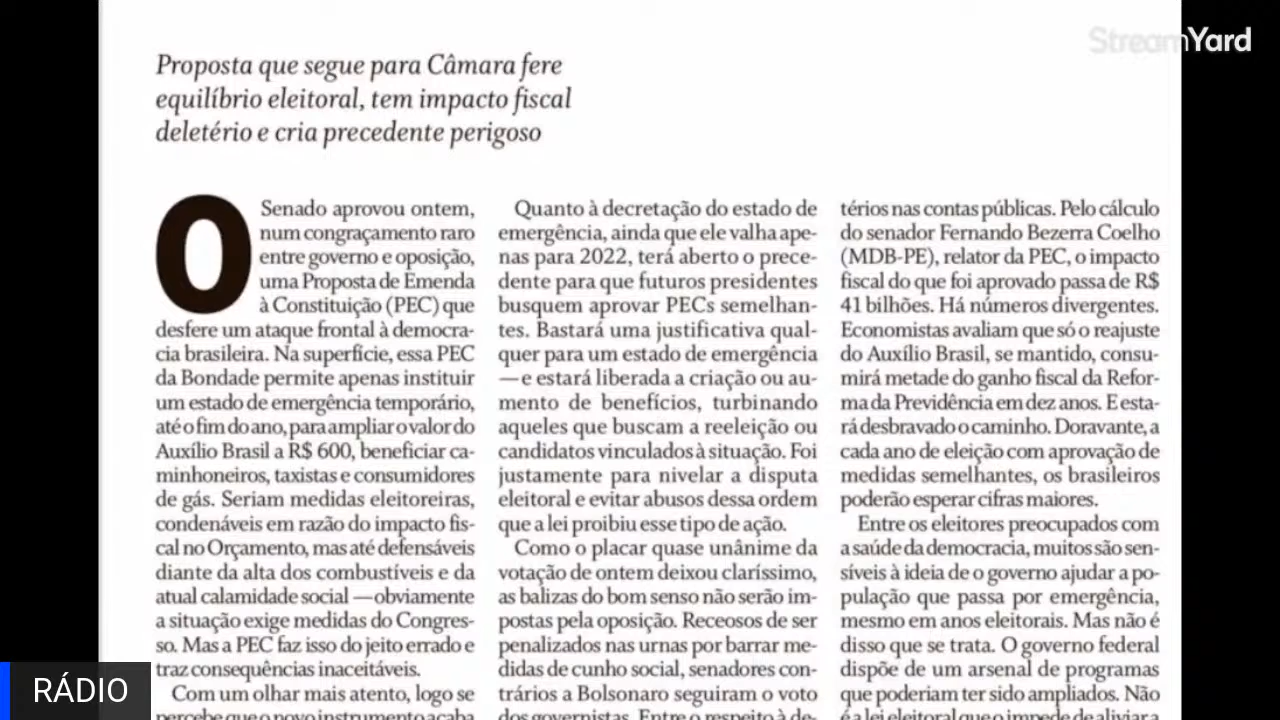 StreamYard
Proposta que segue para Câmara fere
equilíbrio eleitoral, tem impacto fiscal
deletério e cria precedente perigoso
O Senado aprovou ontem,
num congraçamento raro
entre governo e oposição,
uma Proposta de Emenda
à Constituição (PEC) que
desfere um ataque frontal à democra-
cia brasileira. Na superfície, essa PEC
da Bondade permite apenas instituir
um estado de emergência temporário,
até o fim do ano, para ampliar o valor do
Auxílio Brasil a R$ 600, beneficiar ca-
minhoneiros, taxistas e consumidores
de gás. Seriam medidas eleitoreiras,
condenáveis em razão do impacto fis-
cal no Orçamento, mas até defensáveis
diante da alta dos combustíveis e da
atual calamidade social —obviamente
a situação exige medidas do Congres-
so. Mas a PEC faz isso do jeito errado e
traz consequências inaceitáveis.
Com um olhar mais atento, logo se
percebe que o novo instrumento acaba
Quanto à decretação do estado de
emergência, ainda que ele valha ape-
nas para 2022, terá aberto o prece-
dente para que futuros presidentes
busquem aprovar PECs semelhan-
tes. Bastará uma justificativa qual-
quer para um estado de emergência
—e estará liberada a criação ou au-
mento de benefícios, turbinando
aqueles que buscam a reeleição ou
candidatos vinculados à situação. Foi
justamente para nivelar a disputa
eleitoral e evitar abusos dessa ordem
que a lei proibiu esse tipo de ação.
Como o placar quase unânime da
votação de ontem deixou claríssimo,
as balizas do bom senso não serão im-
postas pela oposição. Receosos de ser
penalizados nas urnas por barrar me-
didas de cunho social, senadores con-
trários a Bolsonaro seguiram o voto
dos governistas. Entre o respeito à de-
térios nas contas públicas. Pelo cálculo
do senador Fernando Bezerra Coelho
(MDB-PE), relator da PEC, o impacto
fiscal do que foi aprovado passa de R$
41 bilhões. Há números divergentes.
Economistas avaliam que só o reajuste
do Auxílio Brasil, se mantido, consu-
mirá metade do ganho fiscal da Refor-
ma da Previdência em dez anos. E esta-
rá desbravado o caminho. Doravante, a
cada ano de eleição com aprovação de
medidas semelhantes, os brasileiros
poderão esperar cifras maiores.
Entre os eleitores preocupados com
a saúde da democracia, muitos são sen-
síveis à ideia de o governo ajudar a po-
pulação que passa por emergência,
mesmo em anos eleitorais. Mas não é
disso que se trata. O governo federal
dispõe de um arsenal de programas
que poderiam ter sido ampliados. Não
é a lei eleitoral que o impede de aliviar a
RÁDIO